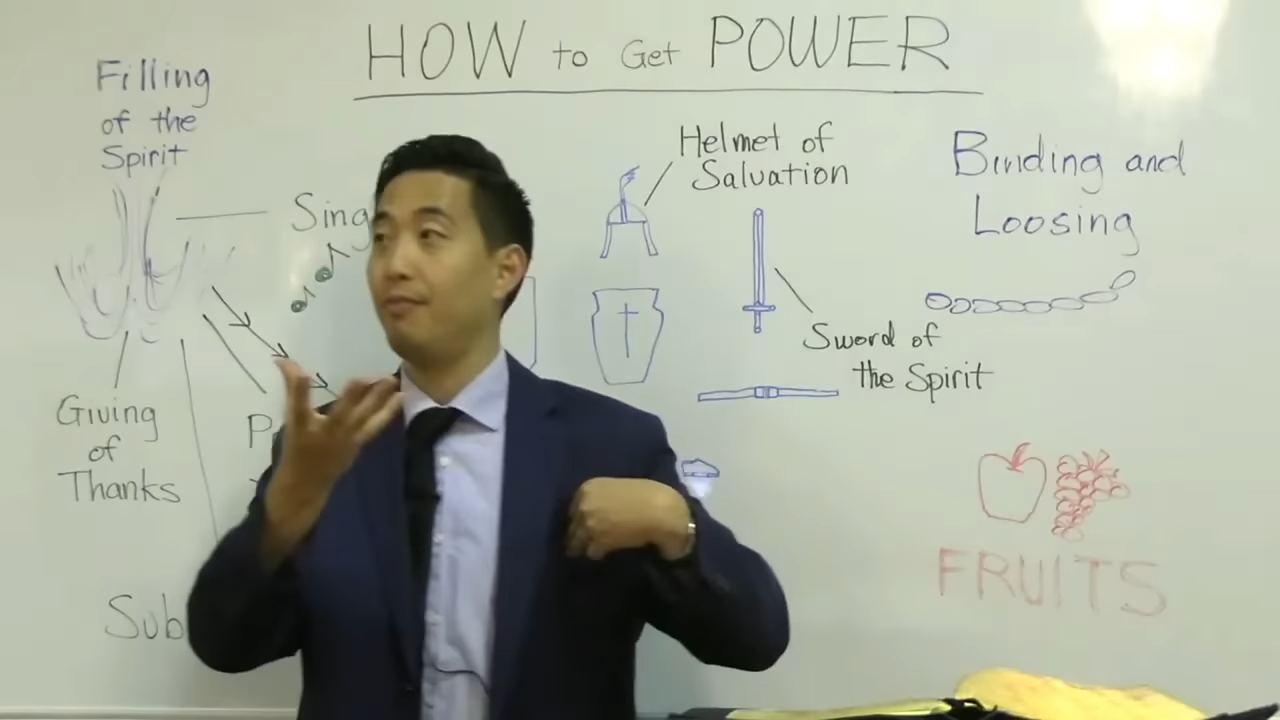 HOW to Get POWER
Filling
of the
Spirit
Sing
Giving
of
Thanks
Sub
Helmet of
Salvation
Sword of
the Spirit
Binding and
Loosing
FRUITS